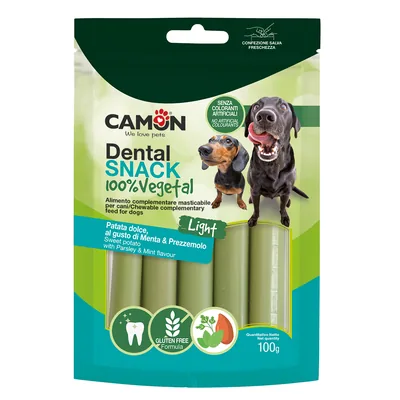 CONFEZIONE SALVA
FRESCHEZZA
CAMON
We love pets
SENZA
COLORANTI
ARTIFICIALI
NO ARTIFICIAL
COLOURANTS
Dental
SNACK
100% Vegetal
Alimento complementare masticabile
per cani/Chewable complementary
feed for dogs
Light
Patata dolce,
al gusto di Menta & Prezzemolo
Sweet potato
with Parsley & Mint flavour
GLUTEN FREE
Formula
Quantitativo Netto
Net quantity
100g